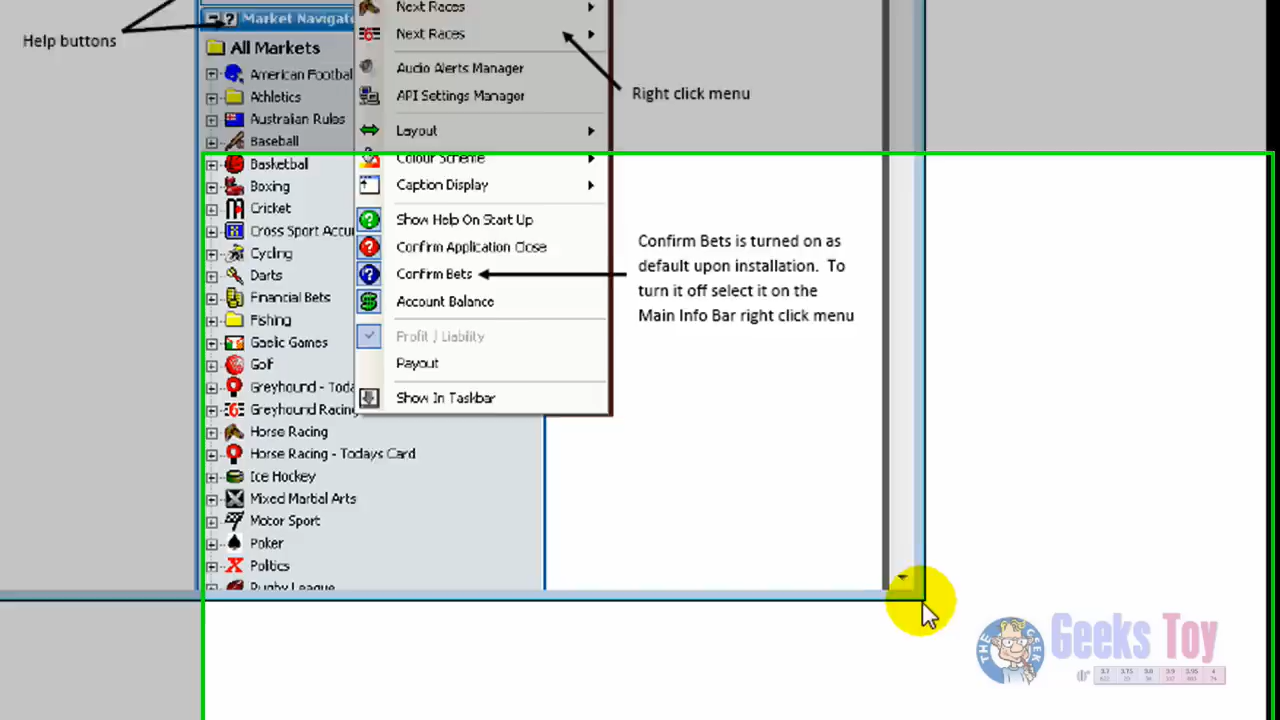 Help buttons
Market Navigato
All Markets
American Footbal
Athletics
Australian Rules
Baseball
Basketball
Boxing
Cricket
Cross Sport Accu
Cycling
Darts
Financial Bets
Fishing
Gaelic Games
Golf
Greyhound - Toda
Greyhound Racing
Horse Racing
Horse Racing - Todays Card
Ice Hockey
Mixed Martial Arts
Motor Sport
Poker
Politics
Rugby League
Next Races
Next Races
Audio Alerts Manager
API Settings Manager
Layout
Colour Scheme
Caption Display
Show Help On Start Up
Confirm Application Close
Confirm Bets
Account Balance
Profit / Liability
Payout
Show In Taskbar
Right click menu
Confirm Bets is turned on as
default upon installation. To
turn it off select it on the
Main Info Bar right click menu
THE GEEK
Geeks Toy